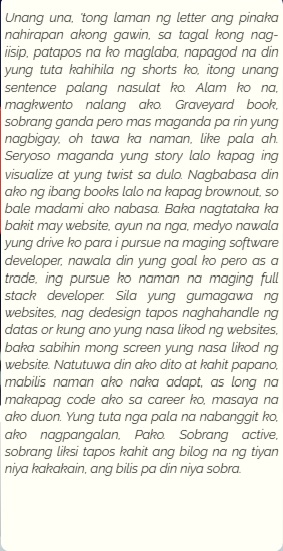 Unang una, 'tong laman ng letter ang pinaka
nahirapan akong gawin, sa tagal kong nag-
iisip, patapos na ko maglaba, napagod na din
yung tuta kahihila ng shorts ko, itong unang
sentence palang nasulat ko. Alam ko na,
magkwento nalang ako. Graveyard book,
sobrang ganda pero mas maganda pa rin yung
nagbigay, oh tawa ka naman, like pala ah.
Seryoso maganda yung story lalo kapag ing
visualize at yung twist sa dulo. Nagbabasa din
ako ng ibang books lalo na kapag brownout, so
bale madami ako nabasa. Baka nagtataka ka
bakit may website, ayun na nga, medyo nawala
yung drive ko para i pursue na maging software
developer, nawala din yung goal ko pero as a
trade, ing pursue ko naman na maging full
stack developer. Sila yung gumagawa ng
websites, nag dedesign tapos naghahandle ng
datas or kung ano yung nasa likod ng websites,
baka sabihin mong screen yung nasa likod ng
website. Natutuwa din ako dito at kahit papano,
mabilis naman ako naka adapt, as long na
makapag code ako sa career ko, masaya na
ako duon. Yung tuta nga pala na nabanggit ko,
ako nagpangalan, Pako. Sobrang active,
sobrang liksi tapos kahit ang bilog na ng tiyan
niya kakakain, ang bilis pa din niya sobra.